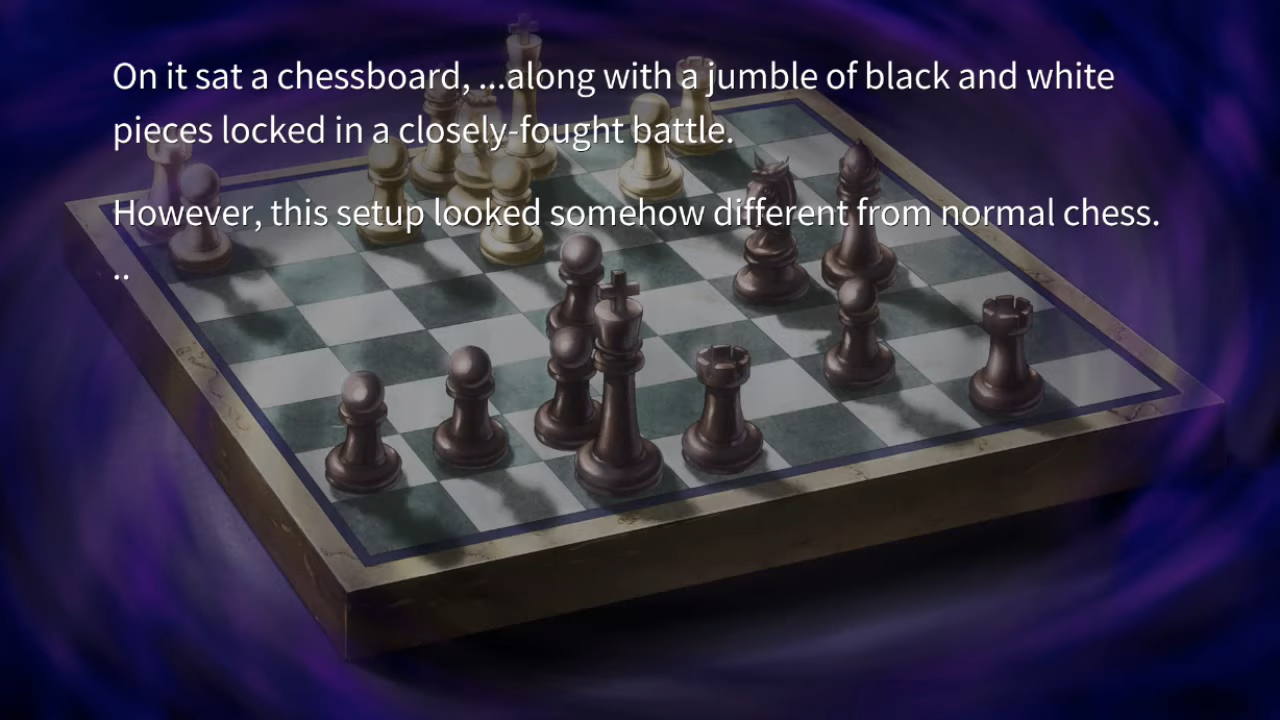 On it sat a chessboard, ...along with a jumble of black and white
pieces locked in a closely-fought battle.
However, this setup looked somehow different from normal chess.
..